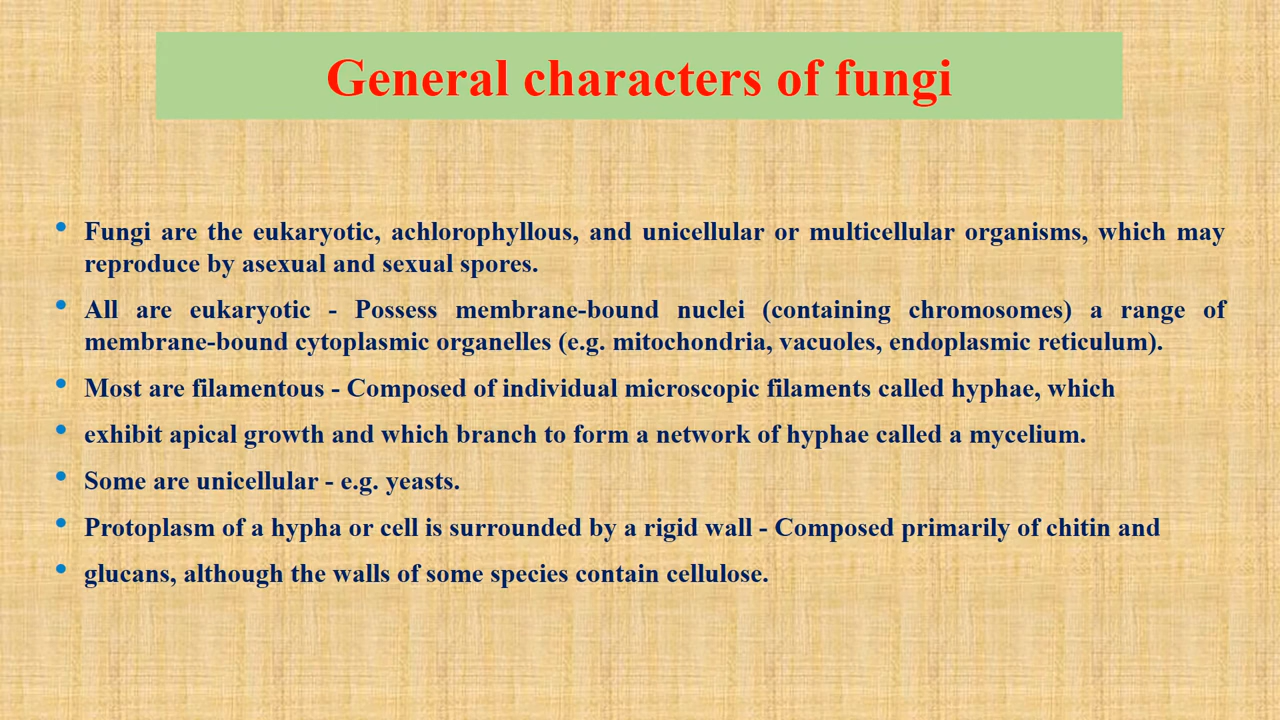 General characters of fungi
• Fungi are the eukaryotic, achlorophyllous, and unicellular or multicellular organisms, which may
reproduce by asexual and sexual spores.
• All are eukaryotic - Possess membrane-bound nuclei (containing chromosomes) a range of
membrane-bound cytoplasmic organelles (e.g. mitochondria, vacuoles, endoplasmic reticulum).
• Most are filamentous - Composed of individual microscopic filaments called hyphae, which
• exhibit apical growth and which branch to form a network of hyphae called a mycelium.
• Some are unicellular - e.g. yeasts.
• Protoplasm of a hypha or cell is surrounded by a rigid wall - Composed primarily of chitin and
• glucans, although the walls of some species contain cellulose.